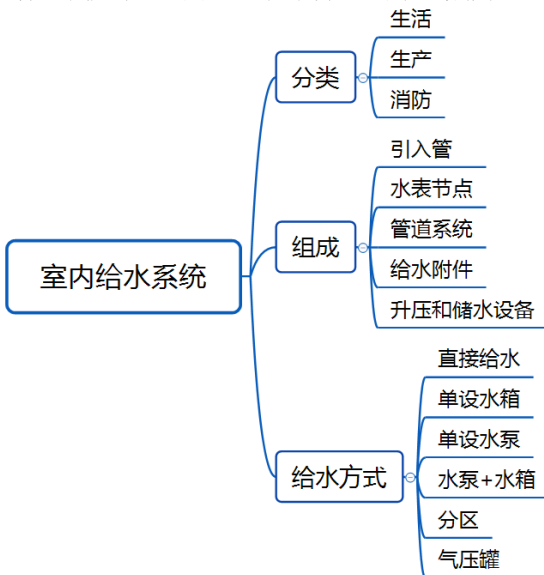 室内给水系统
分类
生活
生产
消防
组成
引入管
水表节点
管道系统
给水附件
升压和储水设备
给水方式
直接给水
单设水箱
单设水泵
水泵+水箱
分区
气压罐